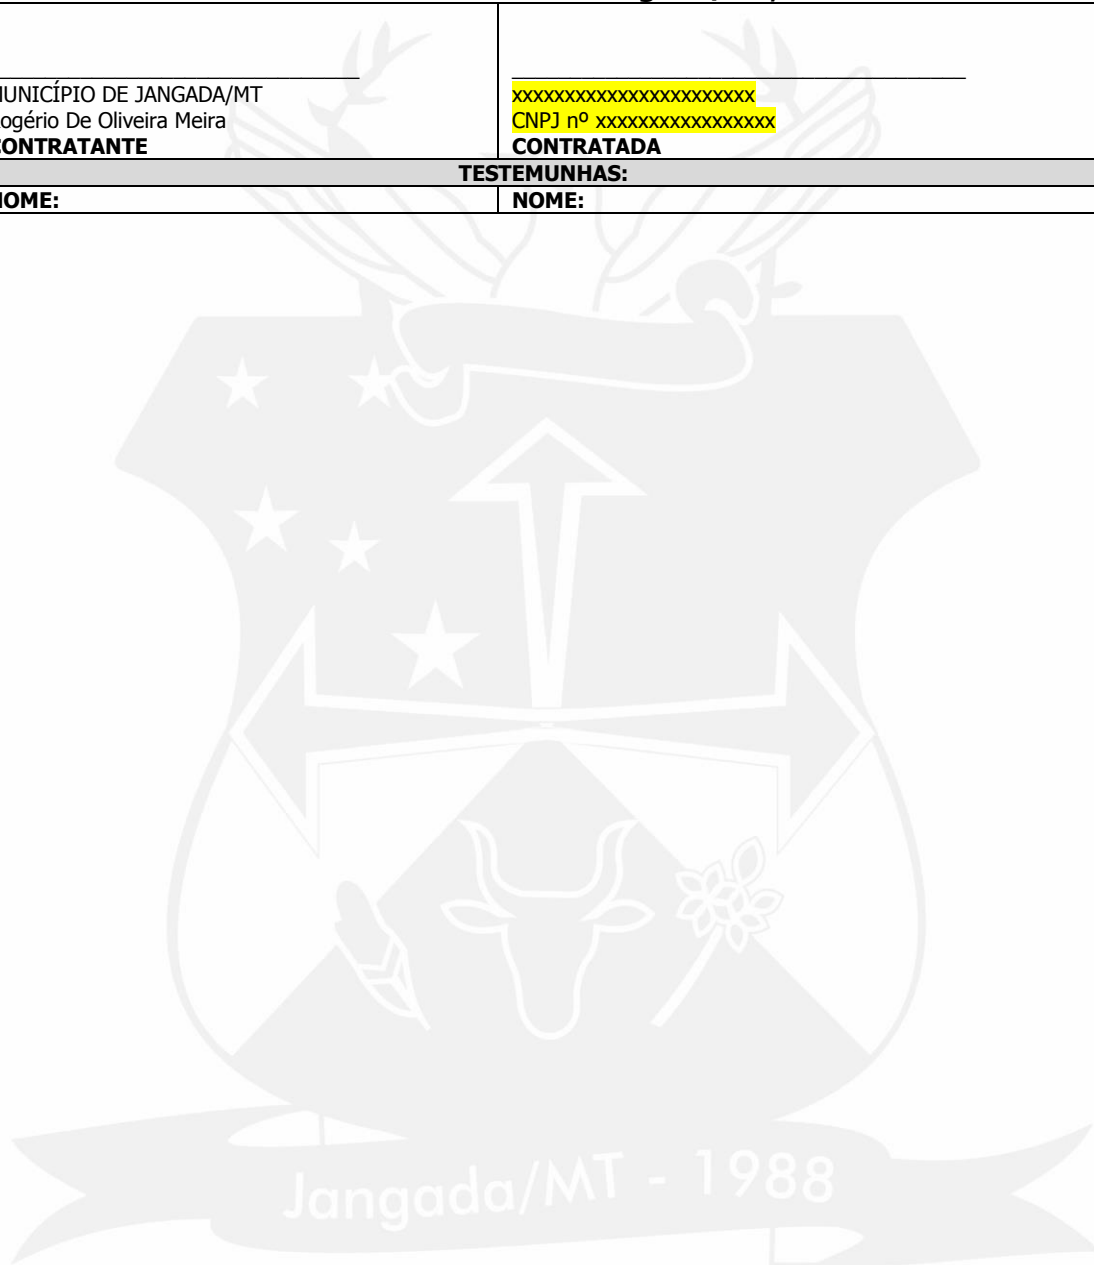 MUNICÍPIO DE JANGADA/MT
xxxxxxxxxxxxxxxxxxxxxxx
ogério De Oliveira Meira
CNPJ nº xxxxxxxxxxxxxxxxx
CONTRATANTE
CONTRATADA
TESTEMUNHAS:
NOME:
NOME:
Jangada/MT - 1988